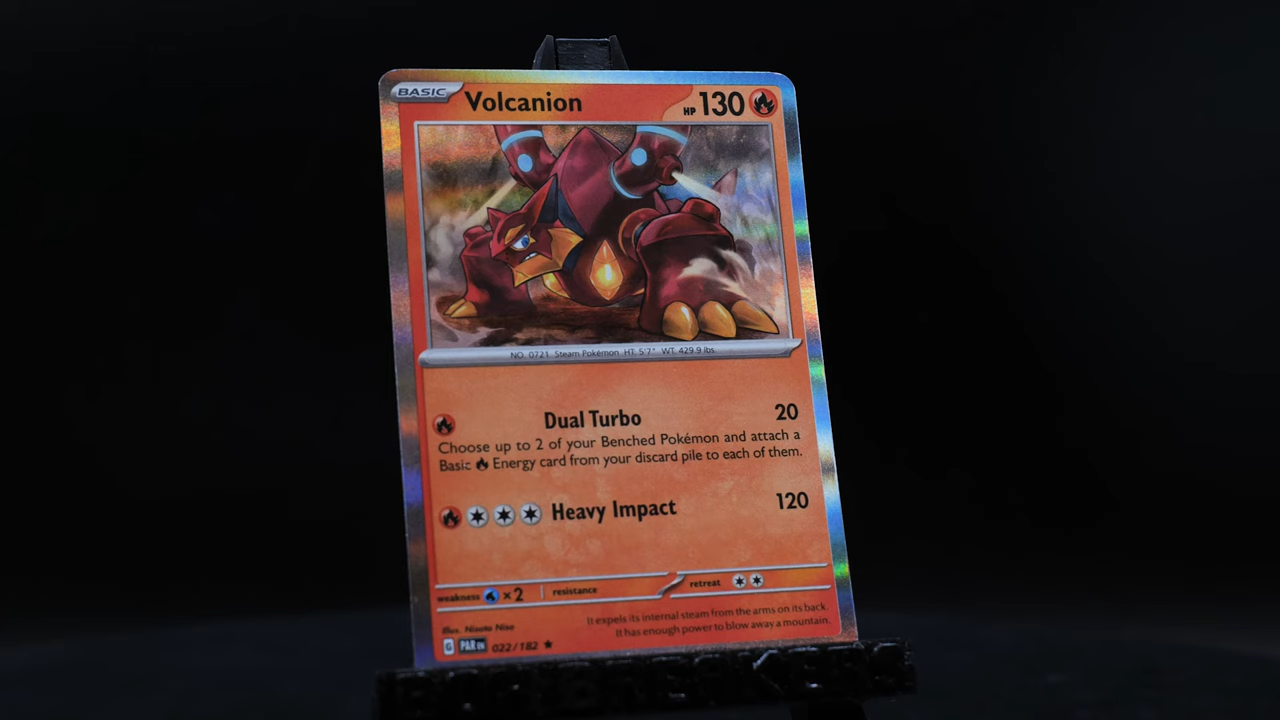 BASIC Volcanion HP 130
NO. 0721 Steam Pokémon HT: 5'7" WT: 429.9 lbs.
Dual Turbo 20
Choose up to 2 of your Benched Pokémon and attach a
Basic Energy card from your discard pile to each of them.
Heavy Impact 120
weakness ×2 resistance retreat
It expels its internal steam from the arms on its back.
It has enough power to blow away a mountain.
Illus. Naoto Niso
G PAR EN 022/182 ★